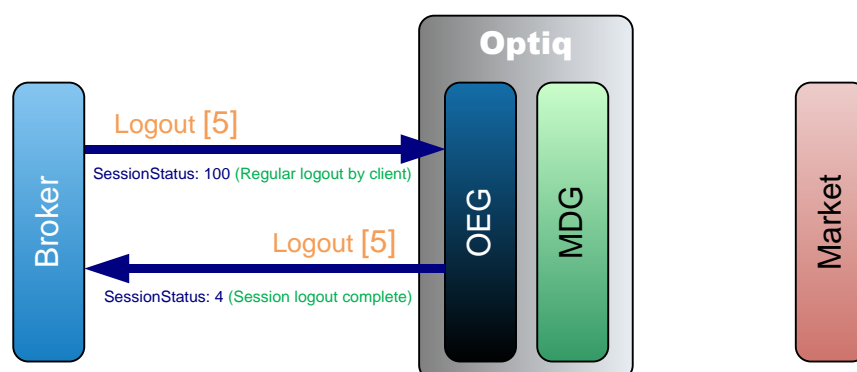 Optiq
Logout [5]
SessionStatus: 100 (Regular logout by client)
Broker
OEG
MDG
Market
Logout [5]
SessionStatus: 4 (Session logout complete)